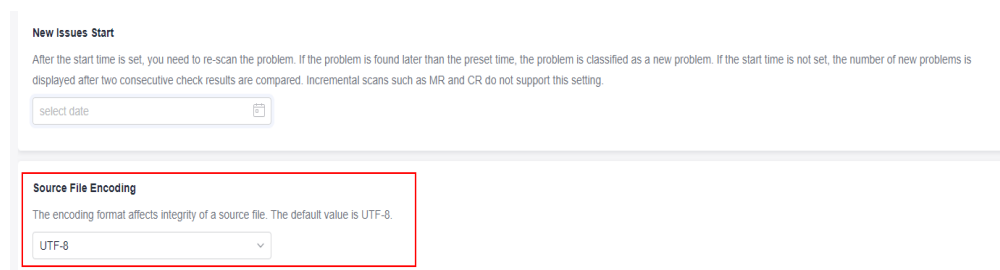 New Issues Start
After the start time is set, you need to re-scan the problem. If the problem is found later than the preset time, the problem is classified as a new problem. If the start time is not set, the number of new problems is
displayed after two consecutive check results are compared. Incremental scans such as MR and CR do not support this setting.
select date
Source File Encoding
The encoding format affects integrity of a source file. The default value is UTF-8.
UTF-8